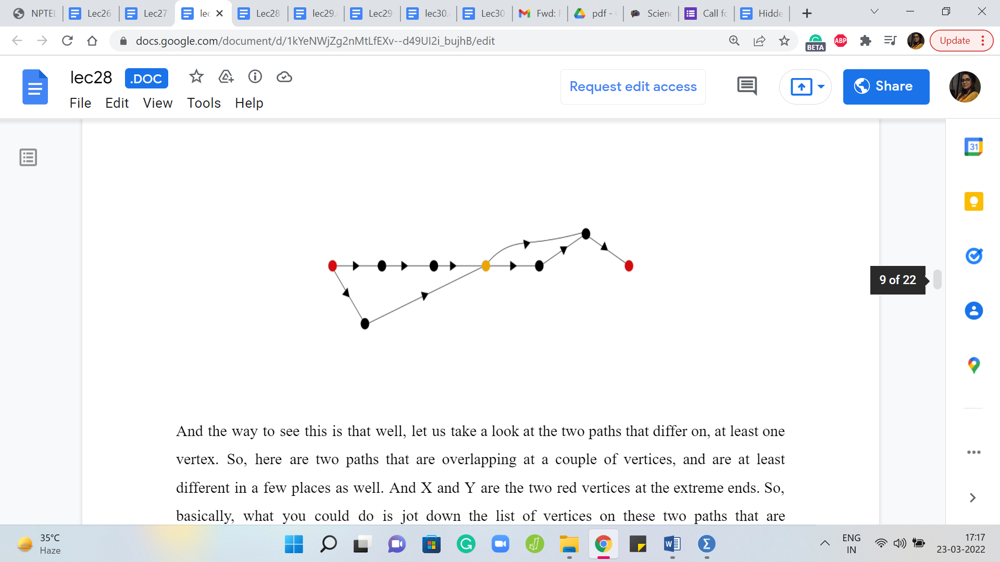 NPTEL Lec26 Lec27 lec Lec28 lec29. Lec29 lec30. Lec30 Fwd: pdf - Scien Call fo Hidde
docs.google.com/document/d/1kYeNWjZg2nMtLfEXv--d49UI2i_bujhB/edit
BETA ABP Update
lec28 .DOC
Request edit access Share
File Edit View Tools Help
31
9 of 22
And the way to see this is that well, let us take a look at the two paths that differ on, at least one
vertex. So, here are two paths that are overlapping at a couple of vertices, and are at least
different in a few places as well. And X and Y are the two red vertices at the extreme ends. So,
basically, what you could do is jot down the list of vertices on these two paths that are
35°C
Haze
ENG
IN
17:17
23-03-2022